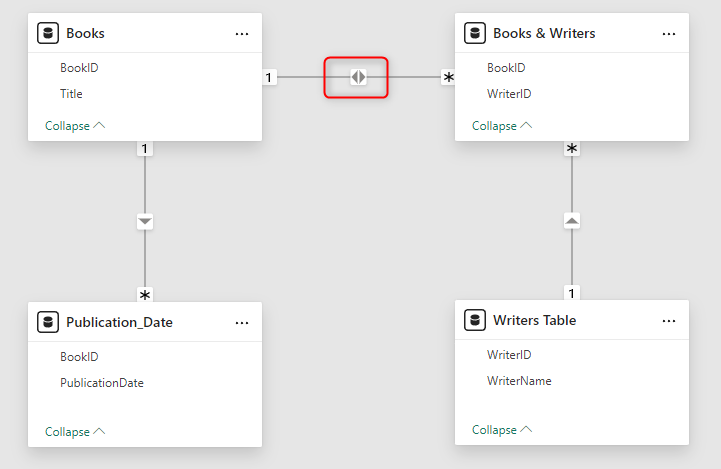 Books
...
BookID
Title
Collapse
1
*
Books & Writers
...
BookID
WriterID
Collapse
1
*
*
1
Publication_Date
...
BookID
PublicationDate
Collapse
Writers Table
...
WriterID
WriterName
Collapse